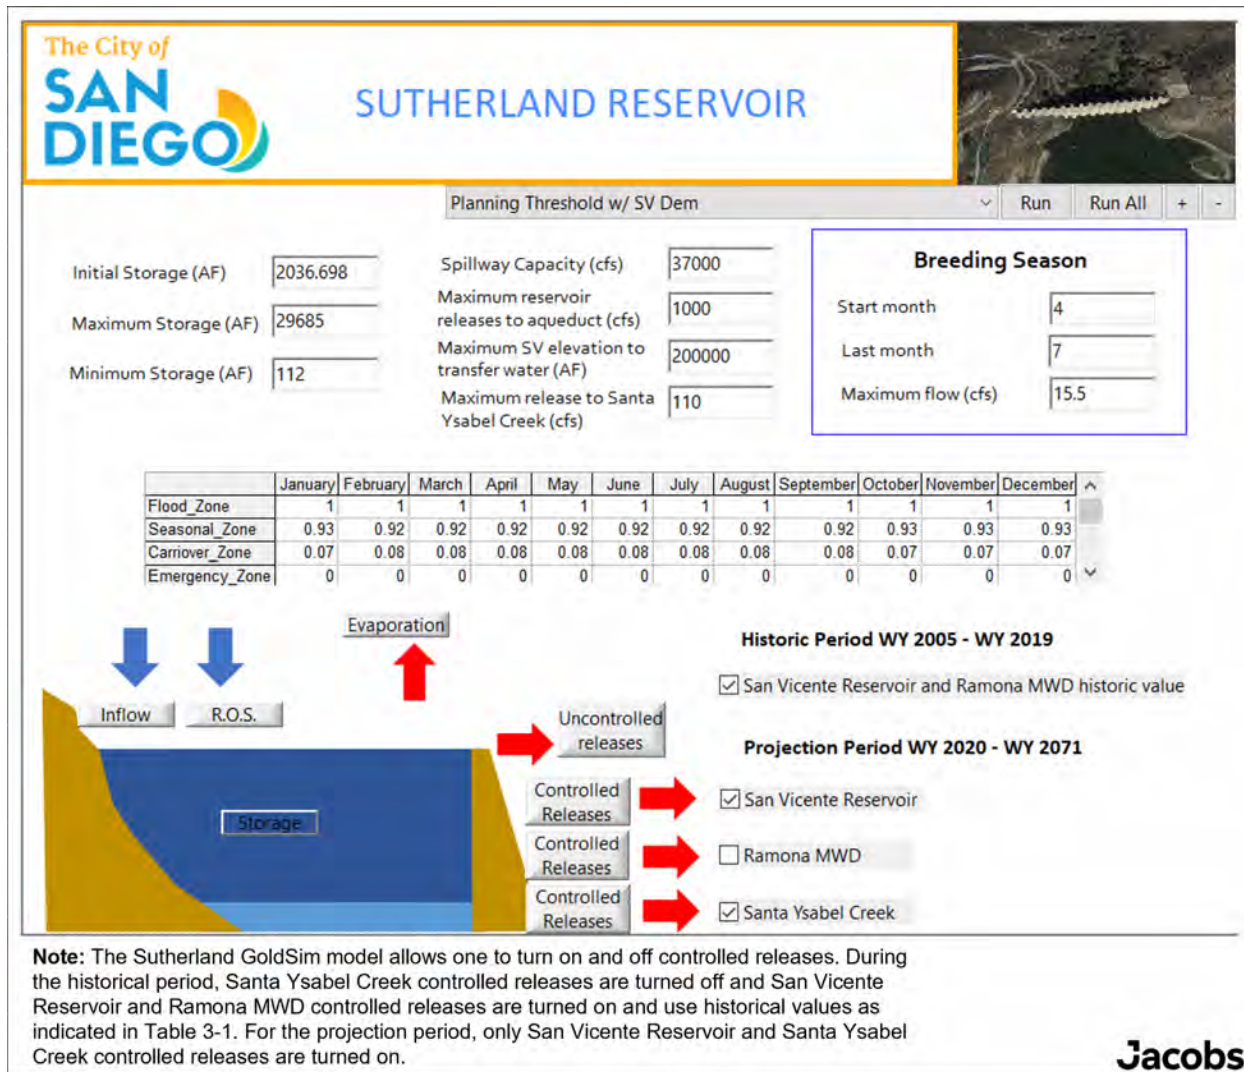 The City of
SAN
DIEGO
SUTHERLAND RESERVOIR
Planning Threshold w/ SV Dem
Run
Run All
+
-
Initial Storage (AF)
2036.698
Maximum Storage (AF)
29685
Minimum Storage (AF)
112
Spillway Capacity (cfs)
37000
Maximum reservoir
releases to aqueduct (cfs)
1000
Maximum SV elevation to
transfer water (AF)
200000
Maximum release to Santa
Ysabel Creek (cfs)
110
Breeding Season
Start month
4
Last month
7
Maximum flow (cfs)
15.5
January February March April May June July August September October November December
Flood_Zone 1 1 1 1 1 1 1 1 1 1 1 1
Seasonal_Zone 0.93 0.92 0.92 0.92 0.92 0.92 0.92 0.92 0.92 0.93 0.93 0.93
Carriover_Zone 0.07 0.08 0.08 0.08 0.08 0.08 0.08 0.08 0.08 0.07 0.07 0.07
Emergency_Zone 0 0 0 0 0 0 0 0 0 0 0 0
Evaporation
Inflow
R.O.S.
Storage
Uncontrolled
releases
Controlled
Releases
Controlled
Releases
Controlled
Releases
Historic Period WY 2005 - WY 2019
San Vicente Reservoir and Ramona MWD historic value
Projection Period WY 2020 - WY 2071
San Vicente Reservoir
Ramona MWD
Santa Ysabel Creek
Note: The Sutherland GoldSim model allows one to turn on and off controlled releases. During
the historical period, Santa Ysabel Creek controlled releases are turned off and San Vicente
Reservoir and Ramona MWD controlled releases are turned on and use historical values as
indicated in Table 3-1. For the projection period, only San Vicente Reservoir and Santa Ysabel
Creek controlled releases are turned on.
Jacobs